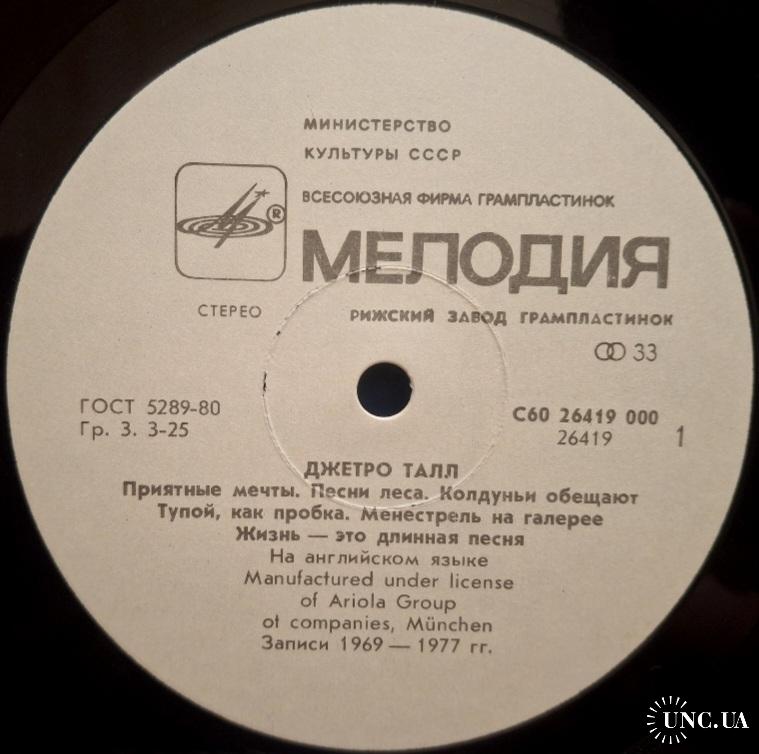 МИНИСТЕРСТВО
КУЛЬТУРЫ СССР
ВСЕСОЮЗНАЯ ФИРМА ГРАМПЛАСТИНОК
®
МЕЛОДИЯ
СТЕРЕО
РИЖСКИЙ ЗАВОД ГРАМПЛАСТИНОК
33
ГОСТ 5289-80
Гр. 3. 3-25
С60 26419 000
26419
1
ДЖЕТРО ТАЛЛ
Приятные мечты. Песни леса. Колдуньи обещают
Тупой, как пробка. Менестрель на галерее
Жизнь — это длинная песня
На английском языке
Manufactured under license
of Ariola Group
of companies, München
Записи 1969 — 1977 гг.
UNC.UA